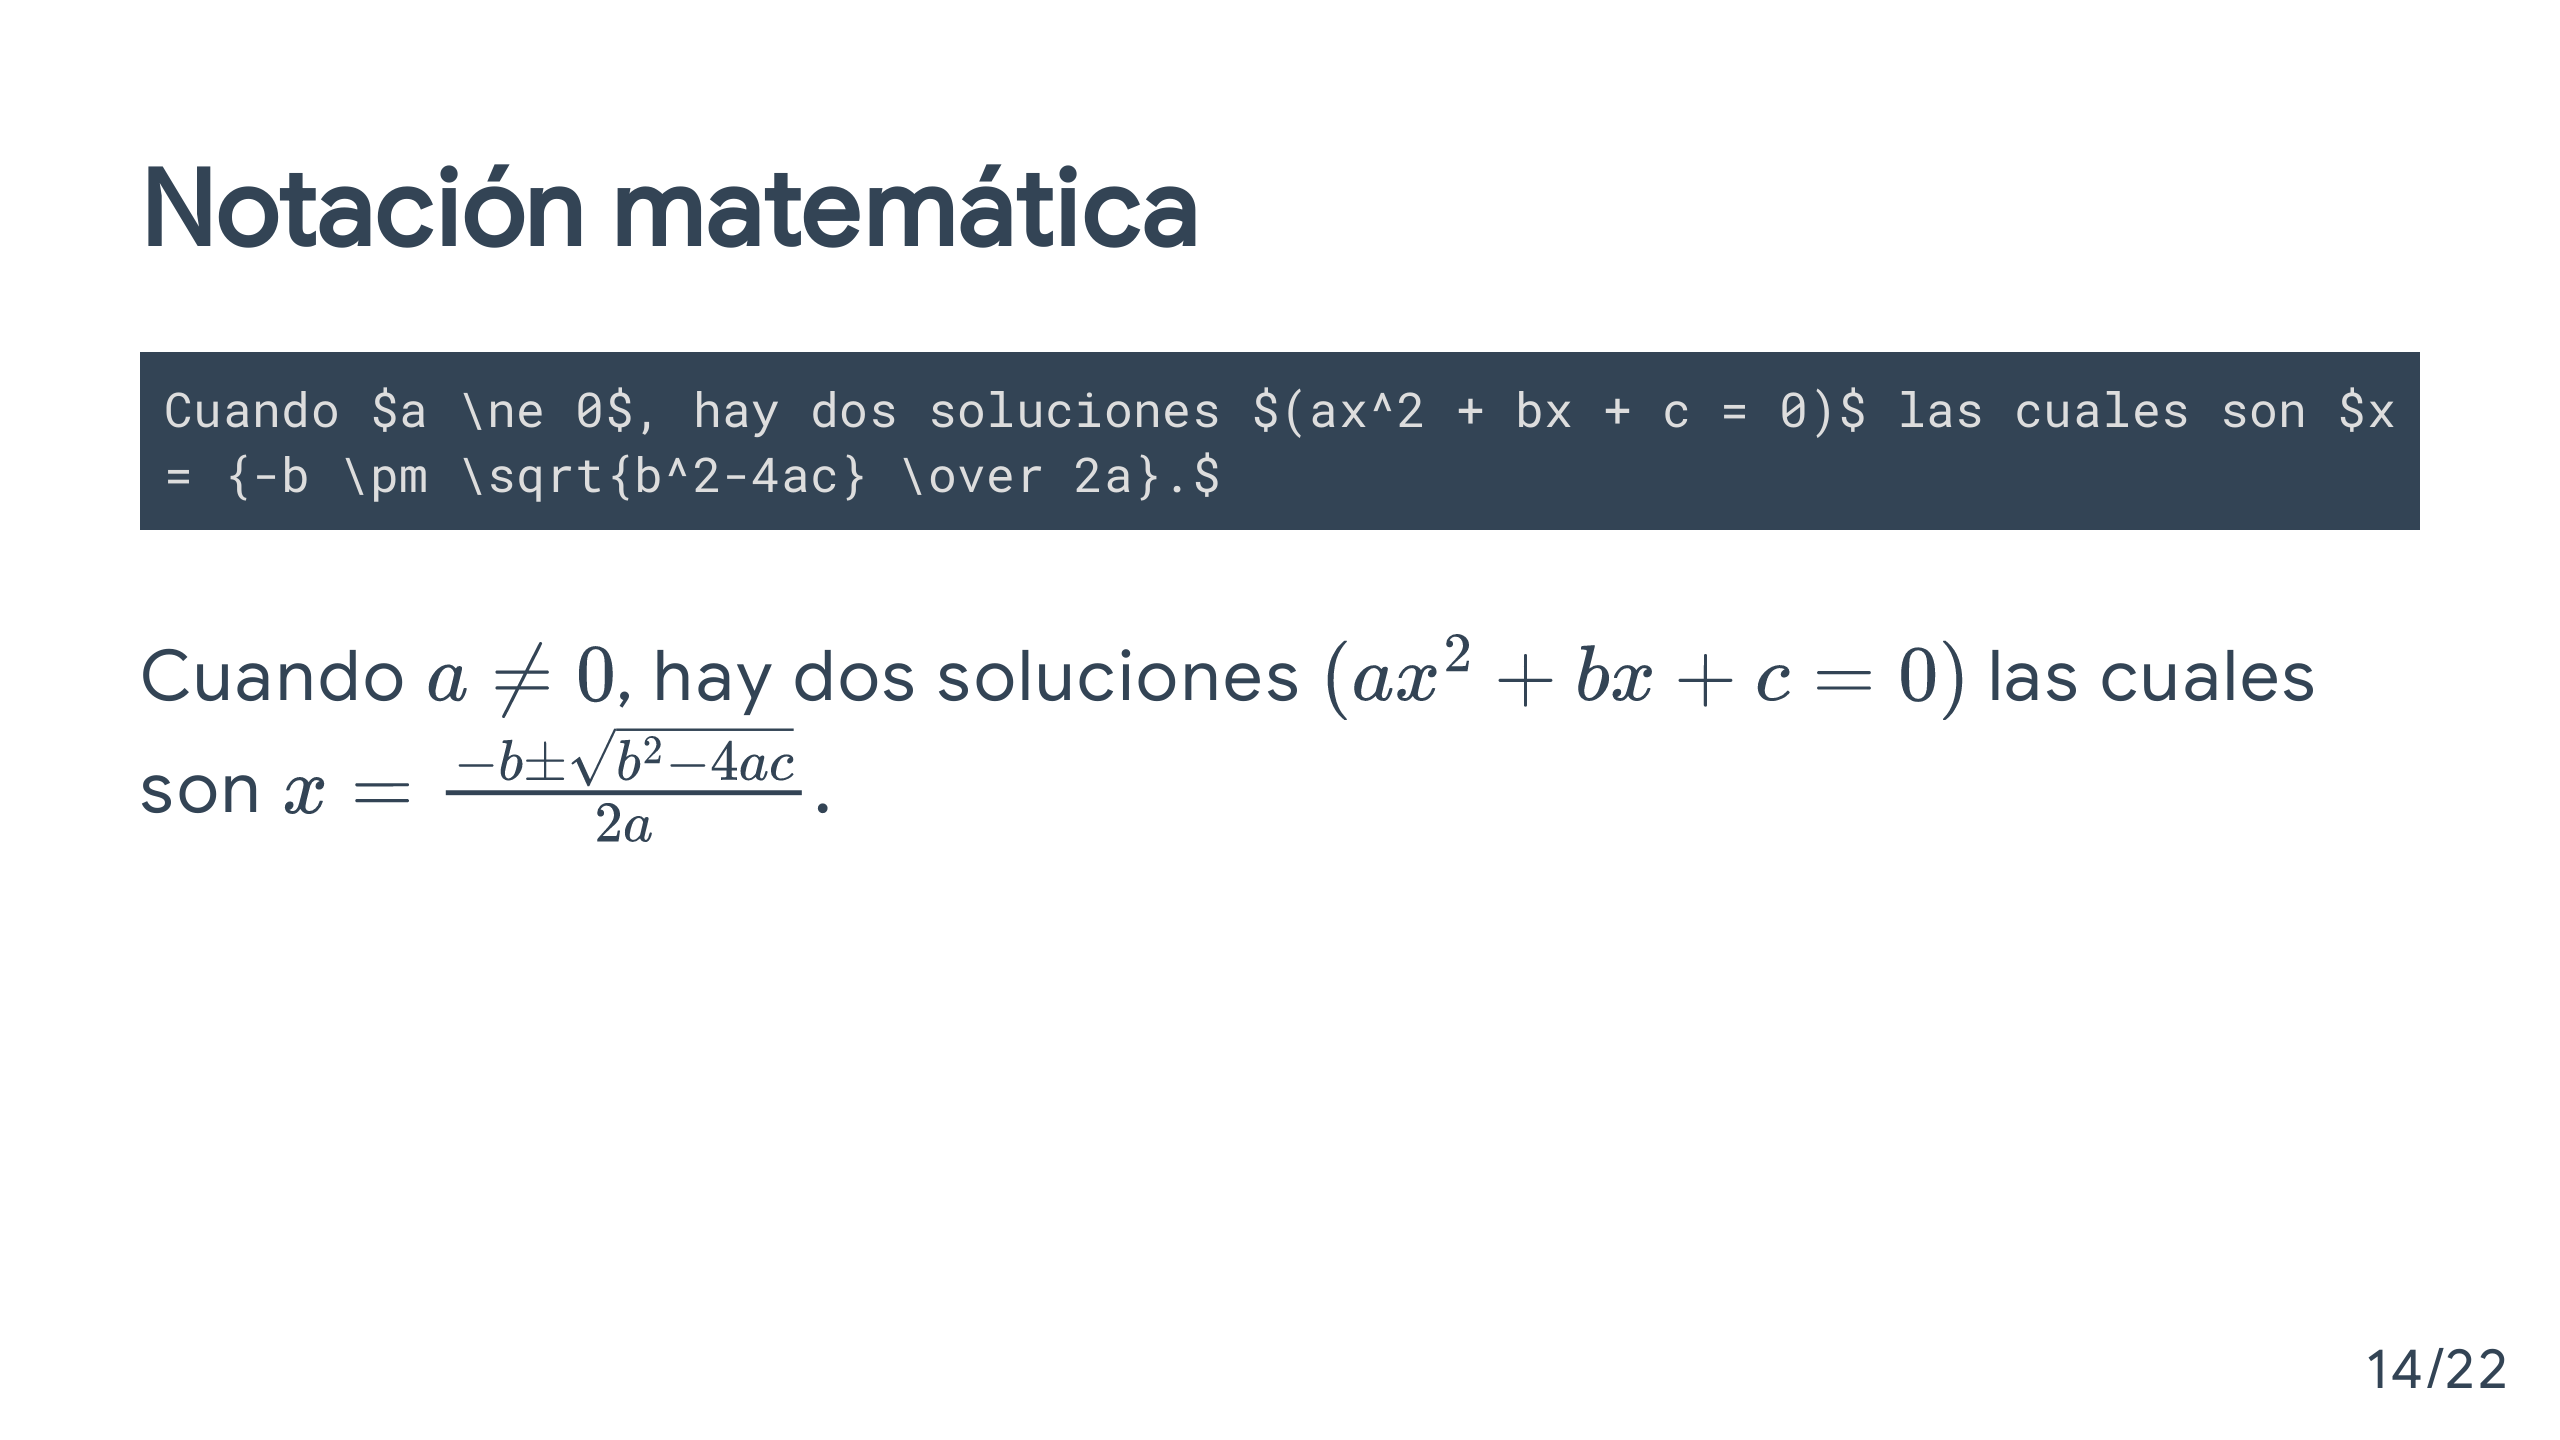 Notación matemática
Cuando $a \ne 0$, hay dos soluciones $(ax^2 + bx + c = 0)$ las cuales son $x
= {-b \pm \sqrt{b^2-4ac} \over 2a}.$
Cuando a ≠ 0, hay dos soluciones (ax² + bx + c = 0) las cuales
son x = −b±√b²−4ac / 2a .
14/22